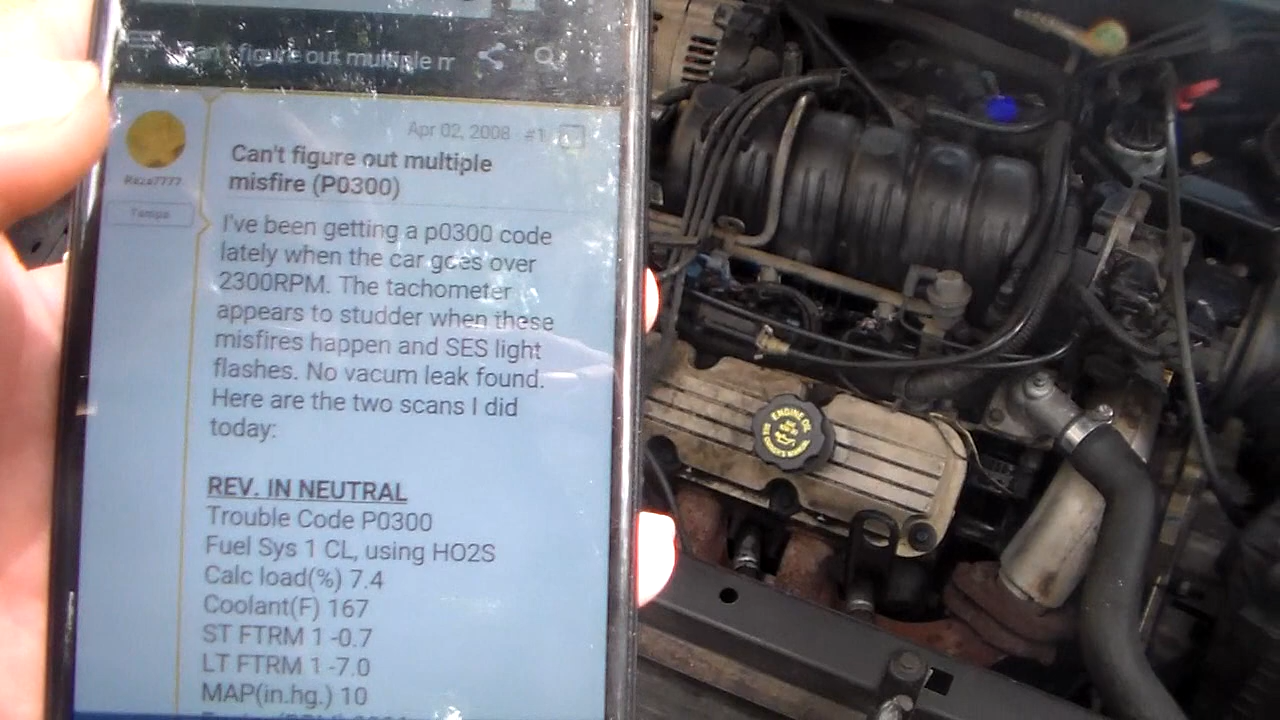 Can't figure out multiple m
Apr 02, 2008 #1
Raza7777
Tampa
Can't figure out multiple
misfire (P0300)
I've been getting a p0300 code
lately when the car goes over
2300RPM. The tachometer
appears to studder when these
misfires happen and SES light
flashes. No vacum leak found.
Here are the two scans I did
today:
REV. IN NEUTRAL
Trouble Code P0300
Fuel Sys 1 CL, using HO2S
Calc load(%) 7.4
Coolant(F) 167
ST FTRM 1 -0.7
LT FTRM 1 -7.0
MAP(in.hg.) 10
ENGINE OIL